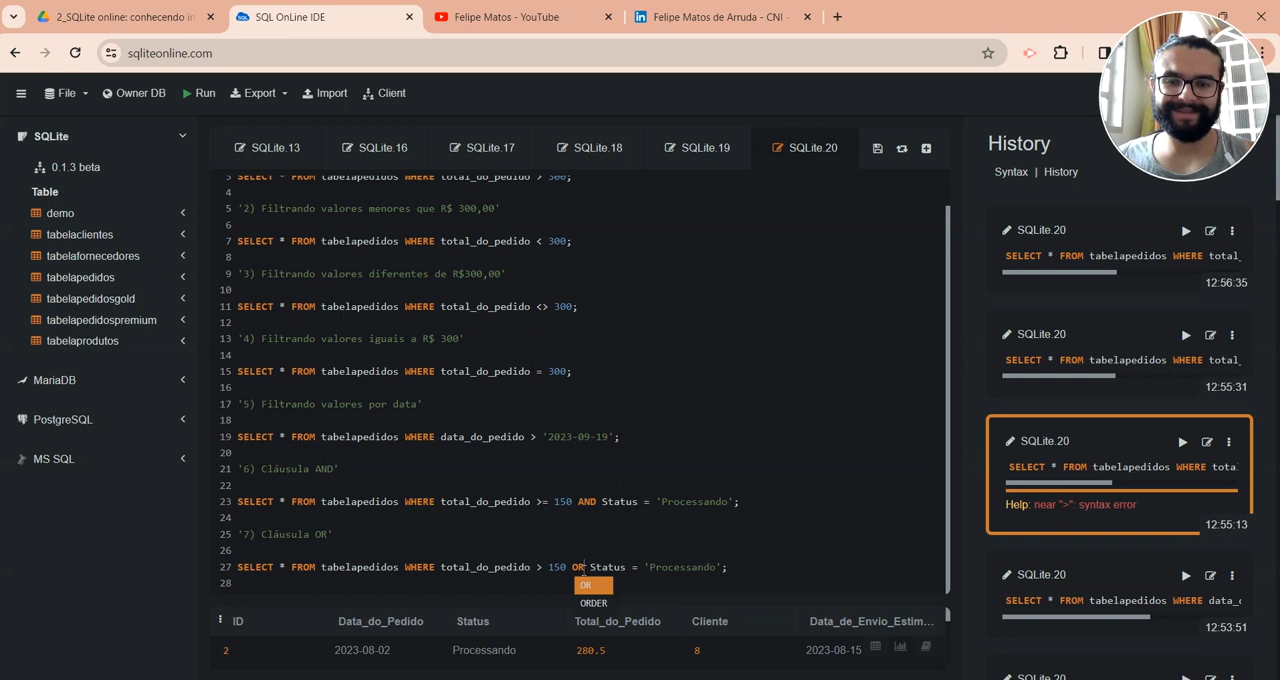 2_SQLite online: conhecendo in
SQL OnLine IDE
Felipe Matos - YouTube
Felipe Matos de Arruda - CNI -
sqliteonline.com
File
Owner DB
Run
Export
Import
Client
SQLite
0.1.3 beta
Table
demo
tabelaclientes
tabelafornecedores
tabelapedidos
tabelapedidosgold
tabelapedidospremium
tabelaprodutos
MariaDB
PostgreSQL
MS SQL
SQLite.13
SQLite.16
SQLite.17
SQLite.18
SQLite.19
SQLite.20
3 SELECT * FROM tabelapedidos WHERE total_do_pedido > 300;
4
5 '2) Filtrando valores menores que R$ 300,00'
6
7 SELECT * FROM tabelapedidos WHERE total_do_pedido < 300;
8
9 '3) Filtrando valores diferentes de R$300,00'
10
11 SELECT * FROM tabelapedidos WHERE total_do_pedido <> 300;
12
13 '4) Filtrando valores iguais a R$ 300'
14
15 SELECT * FROM tabelapedidos WHERE total_do_pedido = 300;
16
17 '5) Filtrando valores por data'
18
19 SELECT * FROM tabelapedidos WHERE data_do_pedido > '2023-09-19';
20
21 '6) Cláusula AND'
22
23 SELECT * FROM tabelapedidos WHERE total_do_pedido >= 150 AND Status = 'Processando';
24
25 '7) Cláusula OR'
26
27 SELECT * FROM tabelapedidos WHERE total_do_pedido > 150 OR Status = 'Processando';
28
OR
ORDER
ID Data_do_Pedido Status Total_do_Pedido Cliente Data_de_Envio_Estim...
2 2023-08-02 Processando 280.5 8 2023-08-15
History
Syntax | History
SQLite.20
SELECT * FROM tabelapedidos WHERE total_
12:56:35
SQLite.20
SELECT * FROM tabelapedidos WHERE total_
12:55:31
SQLite.20
SELECT * FROM tabelapedidos WHERE total
Help: near ">": syntax error
12:55:13
SQLite.20
SELECT * FROM tabelapedidos WHERE data_c
12:53:51
SQLite.20